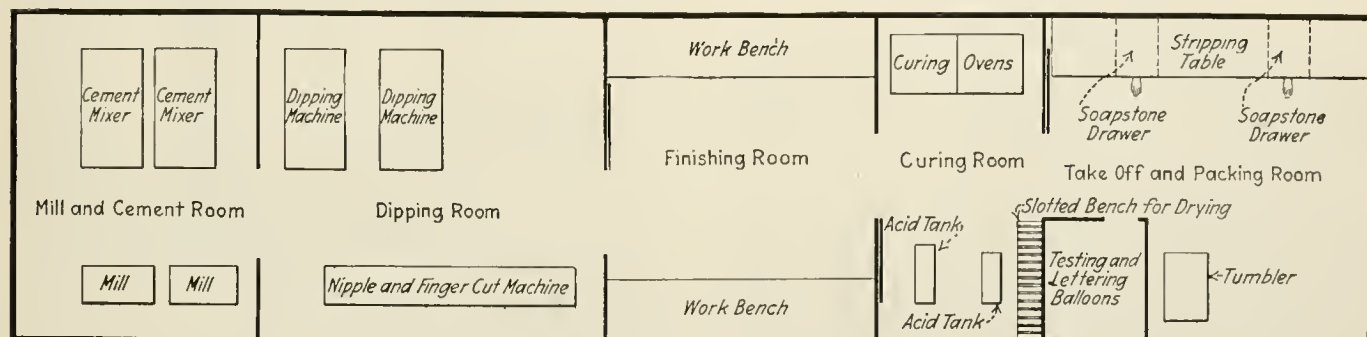 Cement
Mixer
Cement
Mixer
Mill and Cement Room
Mill
Mill
Dipping
Machine
Dipping
Machine
Dipping Room
Nipple and Finger Cut Machine
Work Bench
Finishing Room
Work Bench
Curing
Ovens
Curing Room
Acid Tank
Acid Tank
Stripping
Table
Soapstone
Drawer
Soapstone
Drawer
Take Off and Packing Room
Slotted Bench for Drying
Testing and
Lettering
Balloons
Tumbler